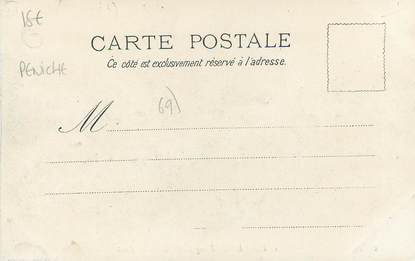 15€
CARTE POSTALE
Ce côté est exclusivement réservé à l'adresse.
PENICHE
69)
M